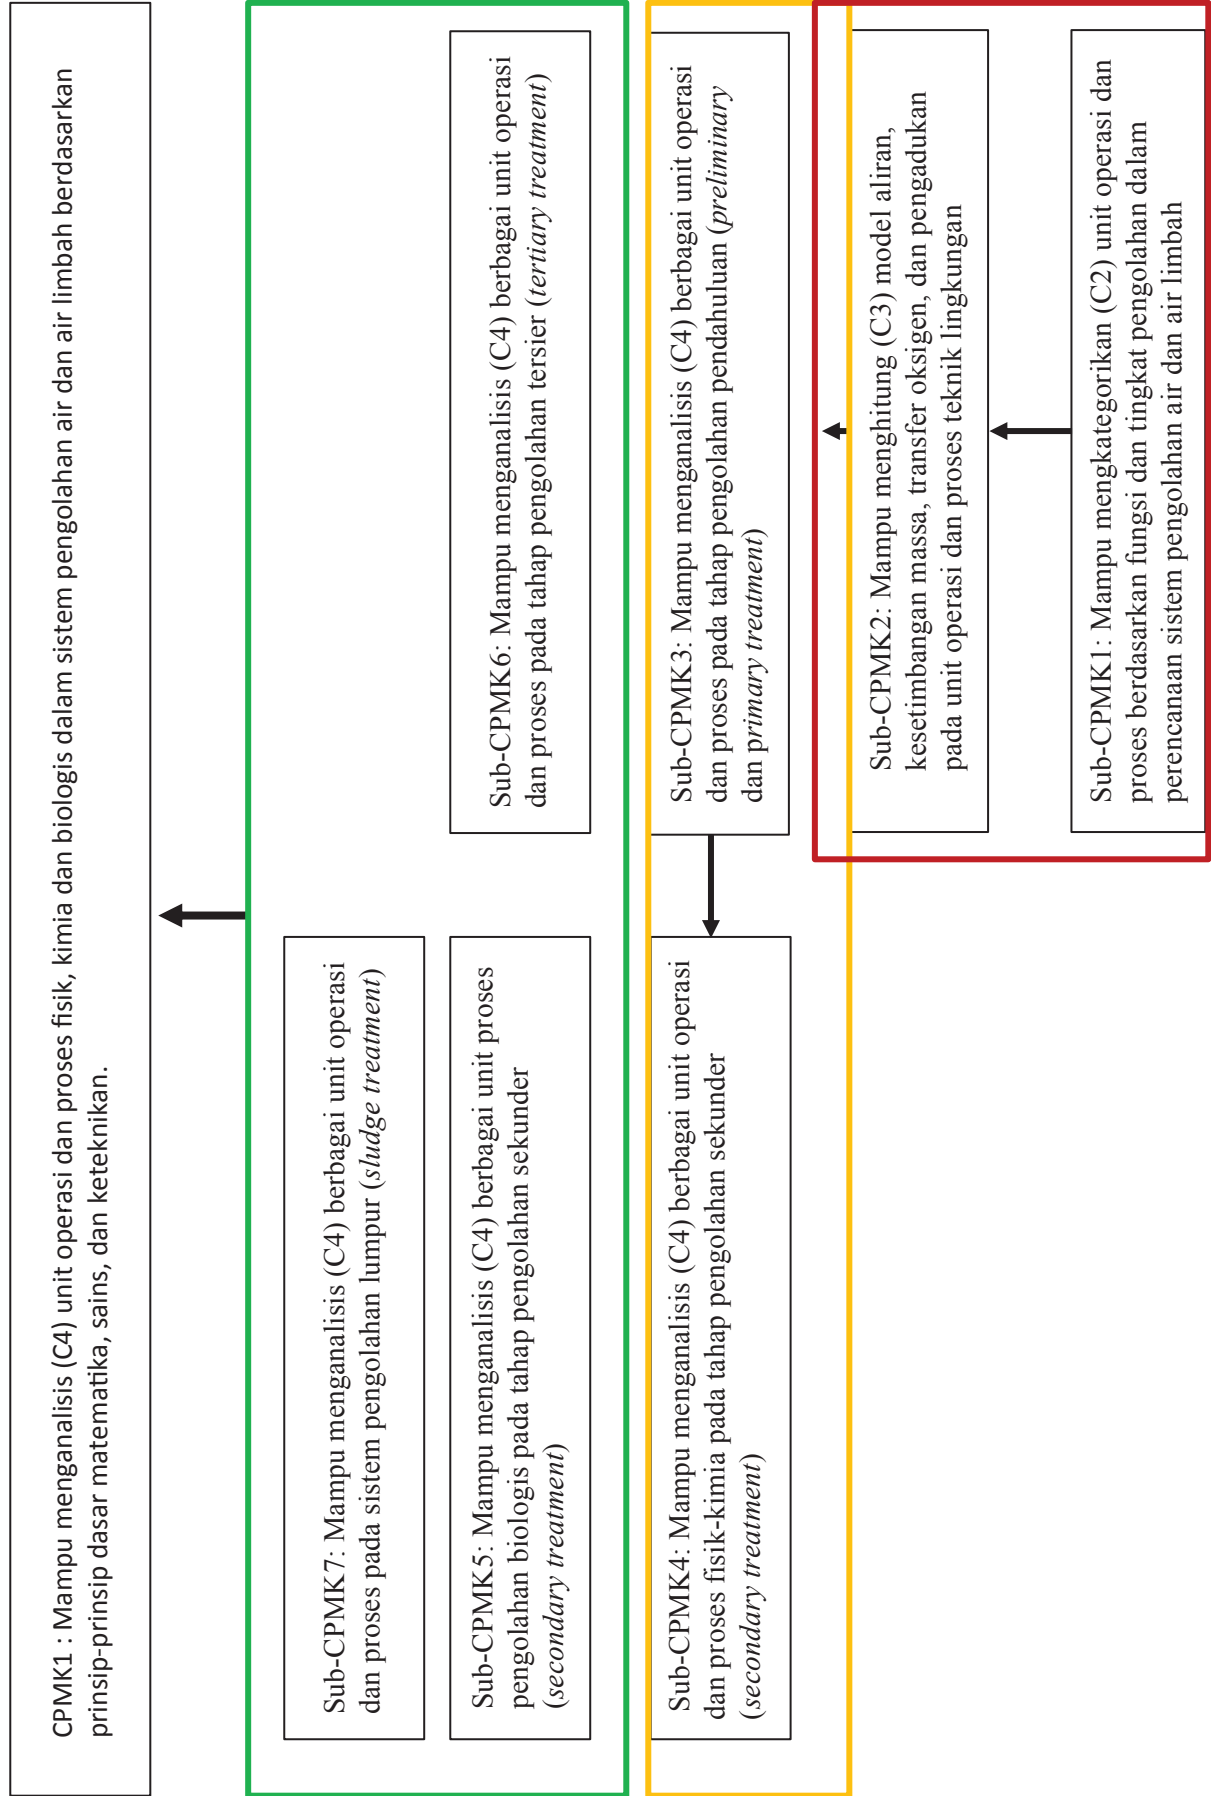 CPMK1 : Mampu menganalisis (C4) unit operasi dan proses fisik, kimia dan biologis dalam sistem pengolahan air dan air limbah berdasarkan
prinsip-prinsip dasar matematika, sains, dan keteknikan.
Sub-CPMK7: Mampu menganalisis (C4) berbagai unit operasi
dan proses pada sistem pengolahan lumpur (sludge treatment)
Sub-CPMK5: Mampu menganalisis (C4) berbagai unit proses
pengolahan biologis pada tahap pengolahan sekunder
(secondary treatment)
Sub-CPMK6: Mampu menganalisis (C4) berbagai unit operasi
dan proses pada tahap pengolahan tersier (tertiary treatment)
Sub-CPMK4: Mampu menganalisis (C4) berbagai unit operasi
dan proses fisik-kimia pada tahap pengolahan sekunder
(secondary treatment)
Sub-CPMK3: Mampu menganalisis (C4) berbagai unit operasi
dan proses pada tahap pengolahan pendahuluan (preliminary
dan primary treatment)
Sub-CPMK2: Mampu menghitung (C3) model aliran,
kesetimbangan massa, transfer oksigen, dan pengadukan
pada unit operasi dan proses teknik lingkungan
Sub-CPMK1: Mampu mengkategorikan (C2) unit operasi dan
proses berdasarkan fungsi dan tingkat pengolahan dalam
perencanaan sistem pengolahan air dan air limbah